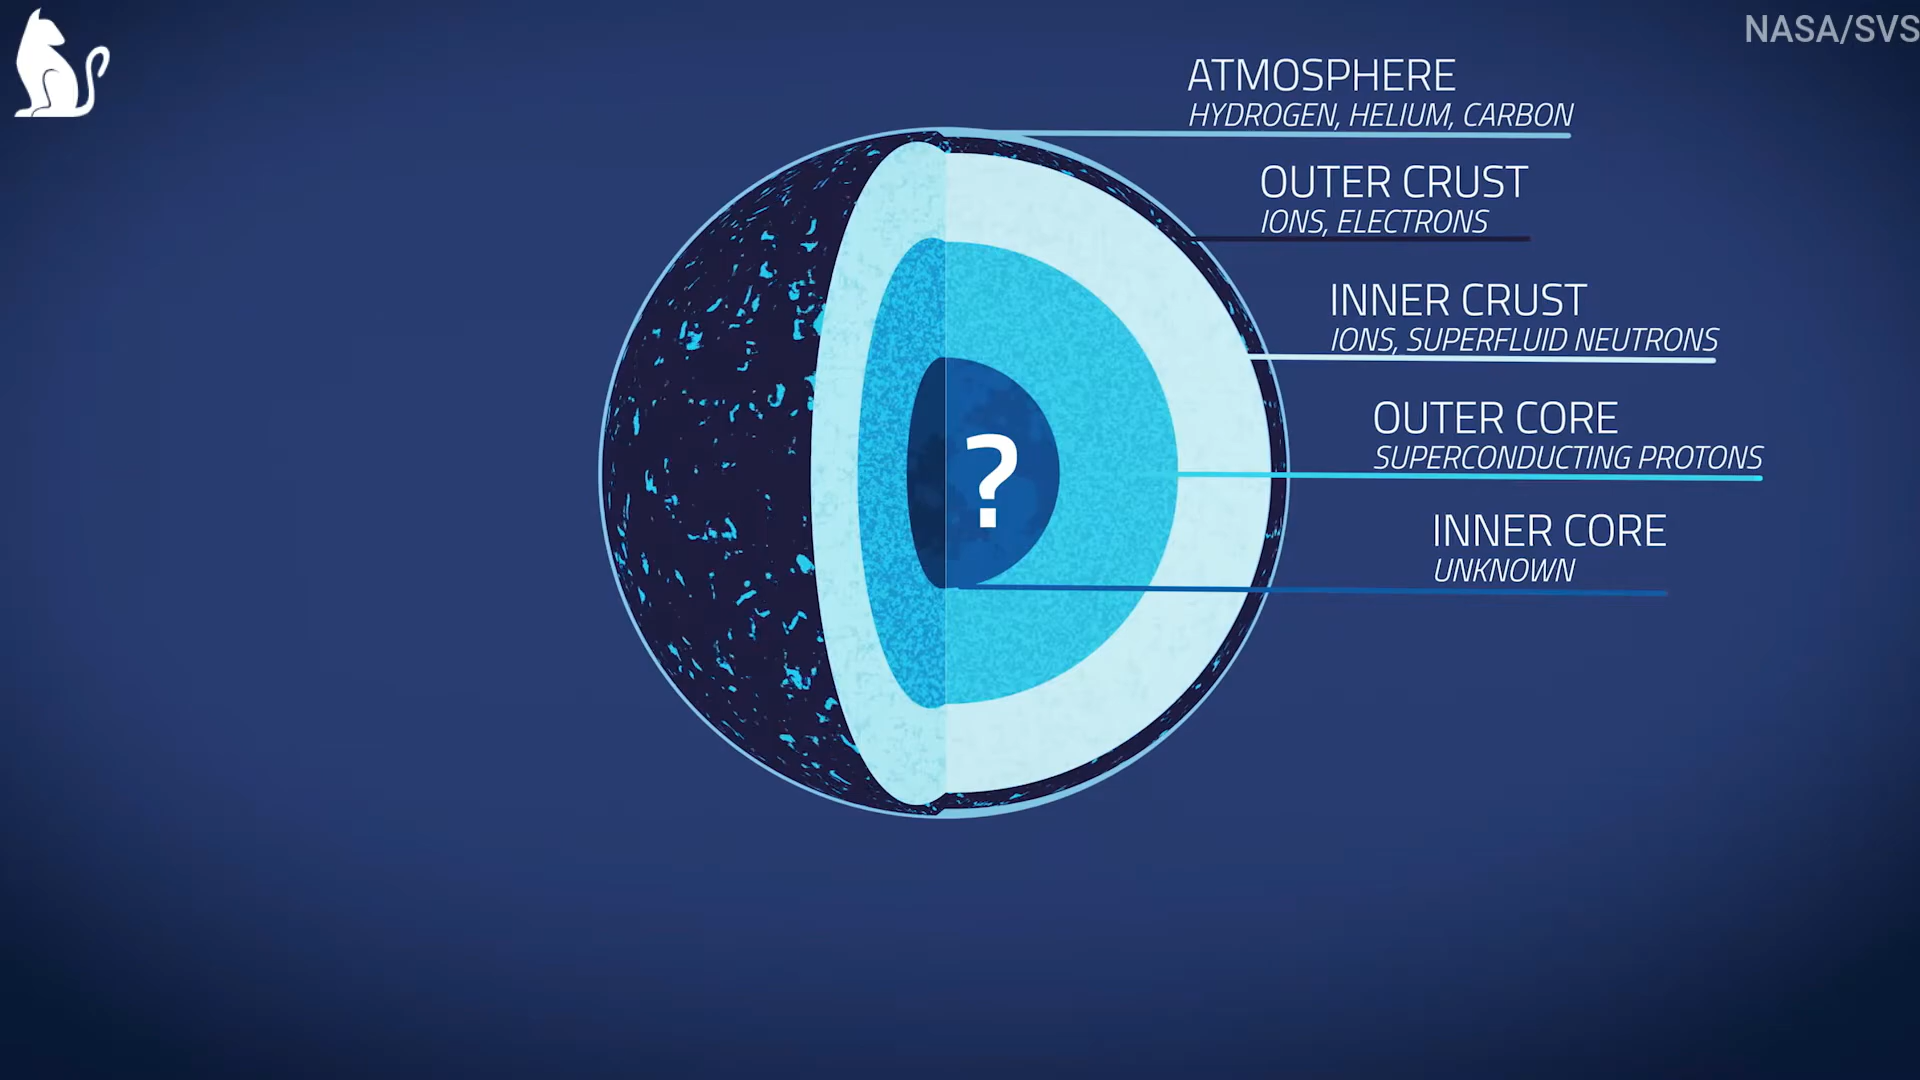 NASA/SVS
ATMOSPHERE
HYDROGEN, HELIUM, CARBON
OUTER CRUST
IONS, ELECTRONS
INNER CRUST
IONS, SUPERFLUID NEUTRONS
OUTER CORE
SUPERCONDUCTING PROTONS
?
INNER CORE
UNKNOWN